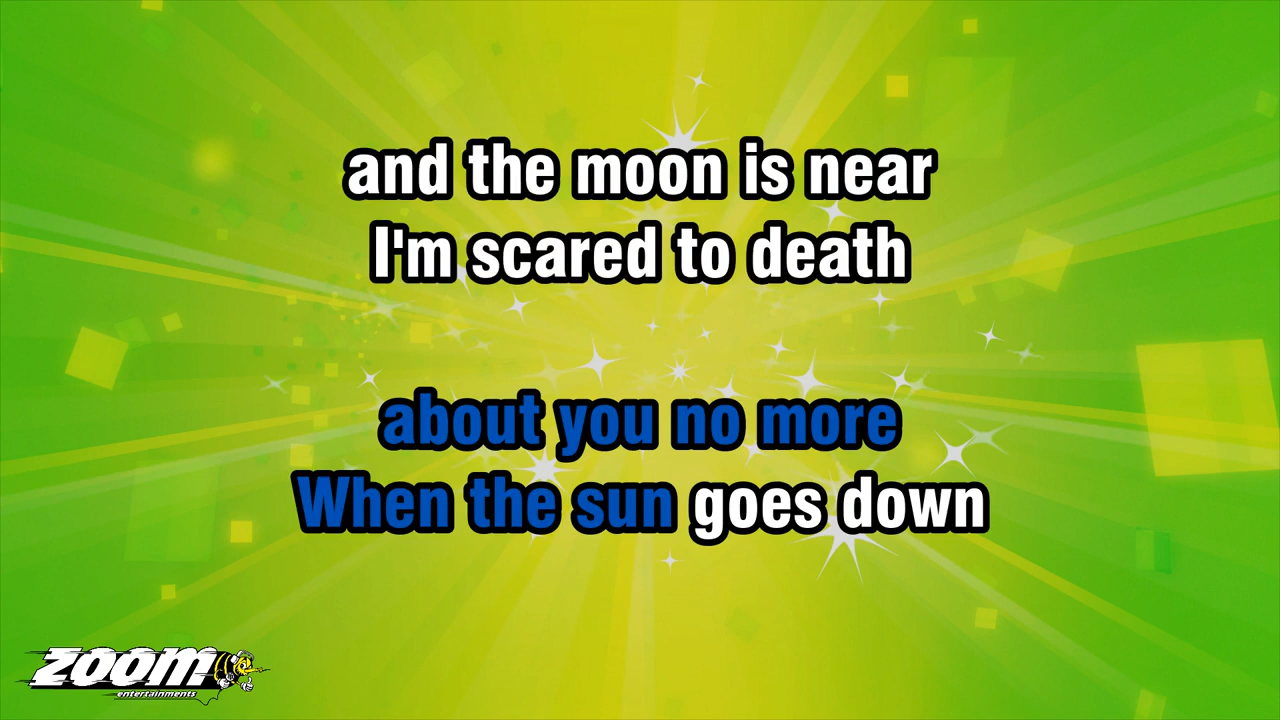 and the moon is near
I'm scared to death
about you no more
When the sun goes down
ZOOM
entertainments